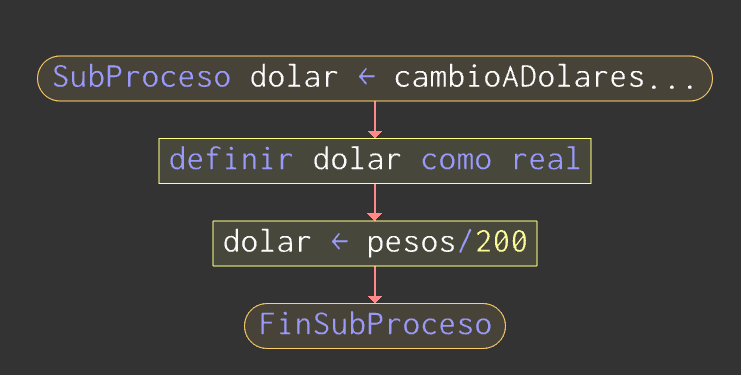 SubProceso dolar ← cambioADolares...
definir dolar como real
dolar ← pesos/200
FinSubProceso